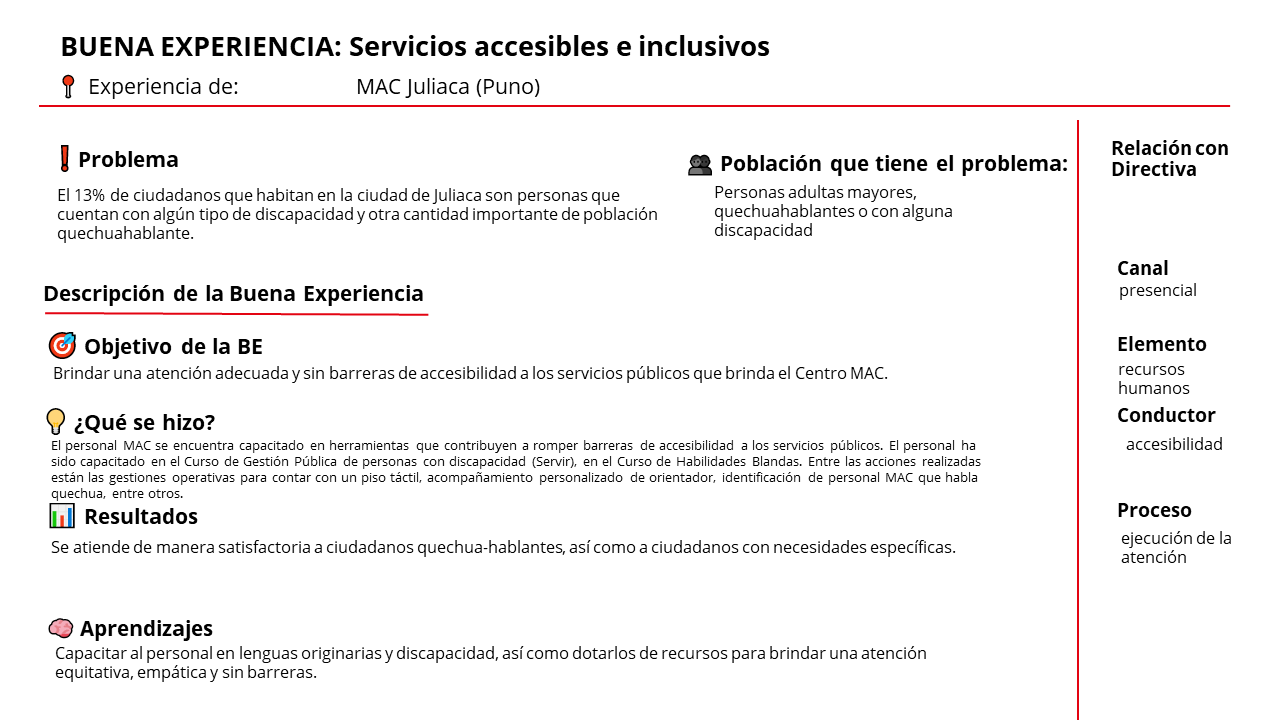 BUENA EXPERIENCIA: Servicios accesibles e inclusivos
Experiencia de: MAC Juliaca (Puno)
Problema
El 13% de ciudadanos que habitan en la ciudad de Juliaca son personas que
cuentan con algún tipo de discapacidad y otra cantidad importante de población
quechuahablante.
Población que tiene el problema:
Personas adultas mayores,
quechuahablantes o con alguna
discapacidad
Descripción de la Buena Experiencia
Objetivo de la BE
Brindar una atención adecuada y sin barreras de accesibilidad a los servicios públicos que brinda el Centro MAC.
¿Qué se hizo?
El personal MAC se encuentra capacitado en herramientas que contribuyen a romper barreras de accesibilidad a los servicios públicos. El personal ha
sido capacitado en el Curso de Gestión Pública de personas con discapacidad (Servir), en el Curso de Habilidades Blandas. Entre las acciones realizadas
están las gestiones operativas para contar con un piso táctil, acompañamiento personalizado de orientador, identificación de personal MAC que habla
quechua, entre otros.
Resultados
Se atiende de manera satisfactoria a ciudadanos quechua-hablantes, así como a ciudadanos con necesidades específicas.
Aprendizajes
Capacitar al personal en lenguas originarias y discapacidad, así como dotarlos de recursos para brindar una atención
equitativa, empática y sin barreras.
Relación con
Directiva
Canal
presencial
Elemento
recursos
humanos
Conductor
accesibilidad
Proceso
ejecución de la
atención